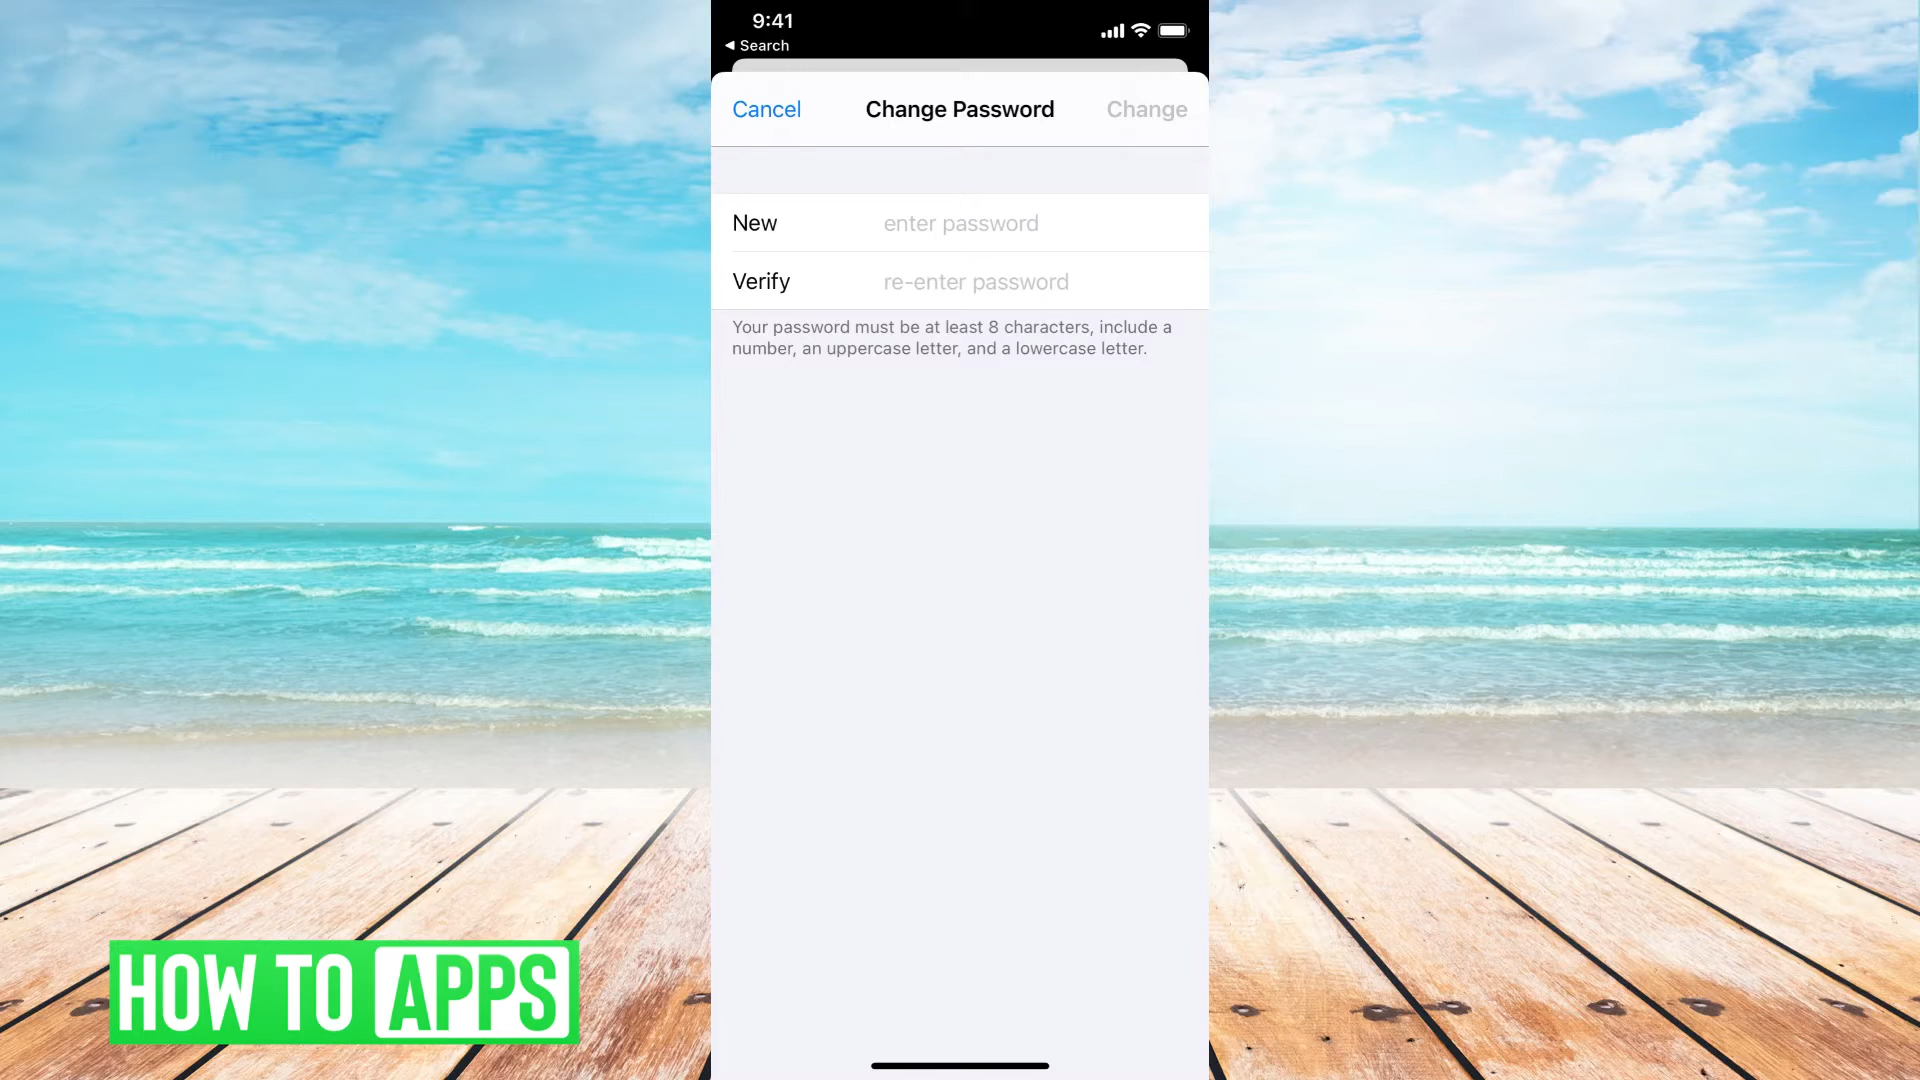 9:41
◀ Search
Cancel
Change Password
Change
New
enter password
Verify
re-enter password
Your password must be at least 8 characters, include a
number, an uppercase letter, and a lowercase letter.
HOW TO APPS